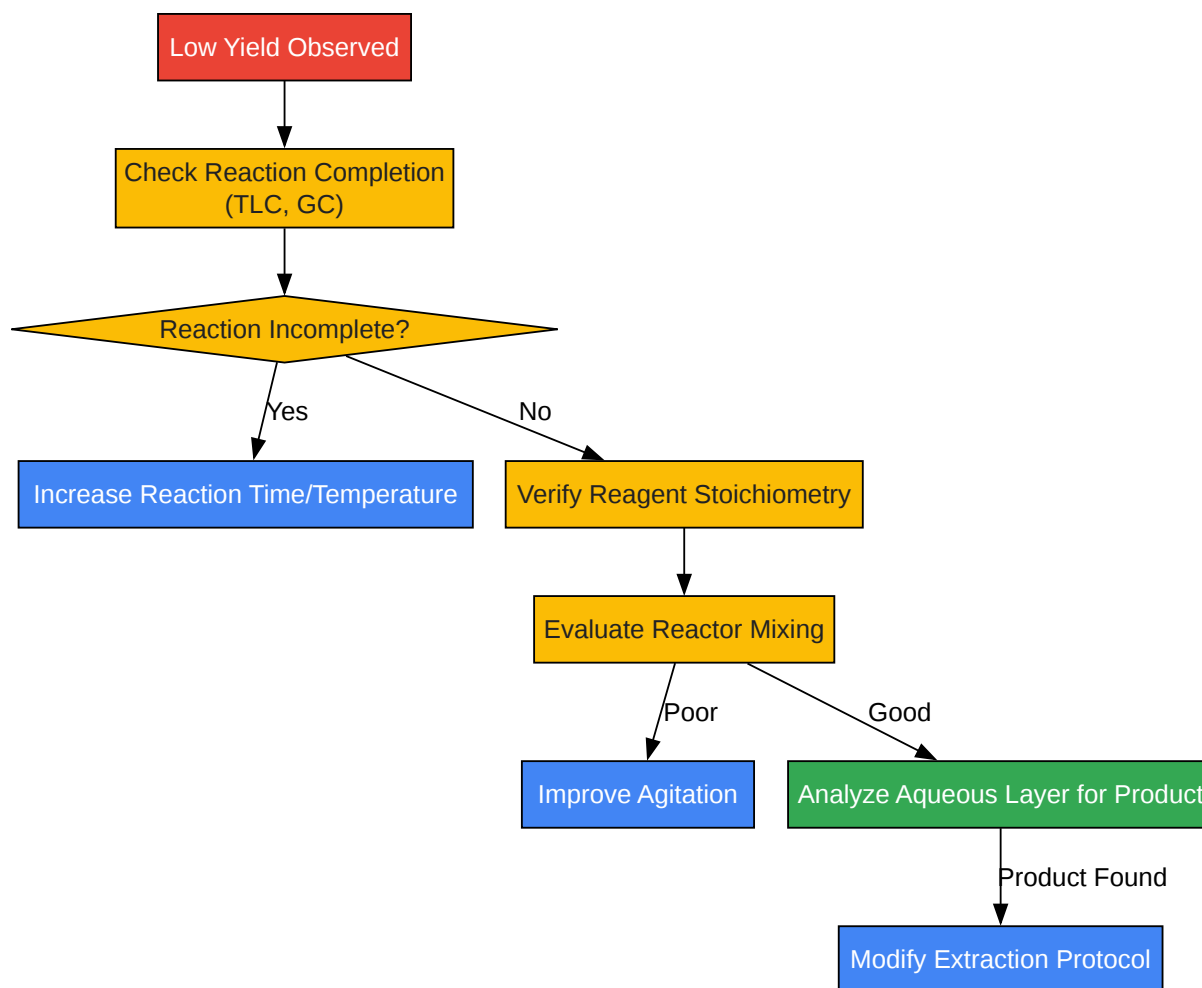 Low Yield Observed
Check Reaction Completion
(TLC, GC)
Reaction Incomplete?
Yes
No
Increase Reaction Time/Temperature
Verify Reagent Stoichiometry
Evaluate Reactor Mixing
Poor
Good
Improve Agitation
Analyze Aqueous Layer for Product
Product Found
Modify Extraction Protocol